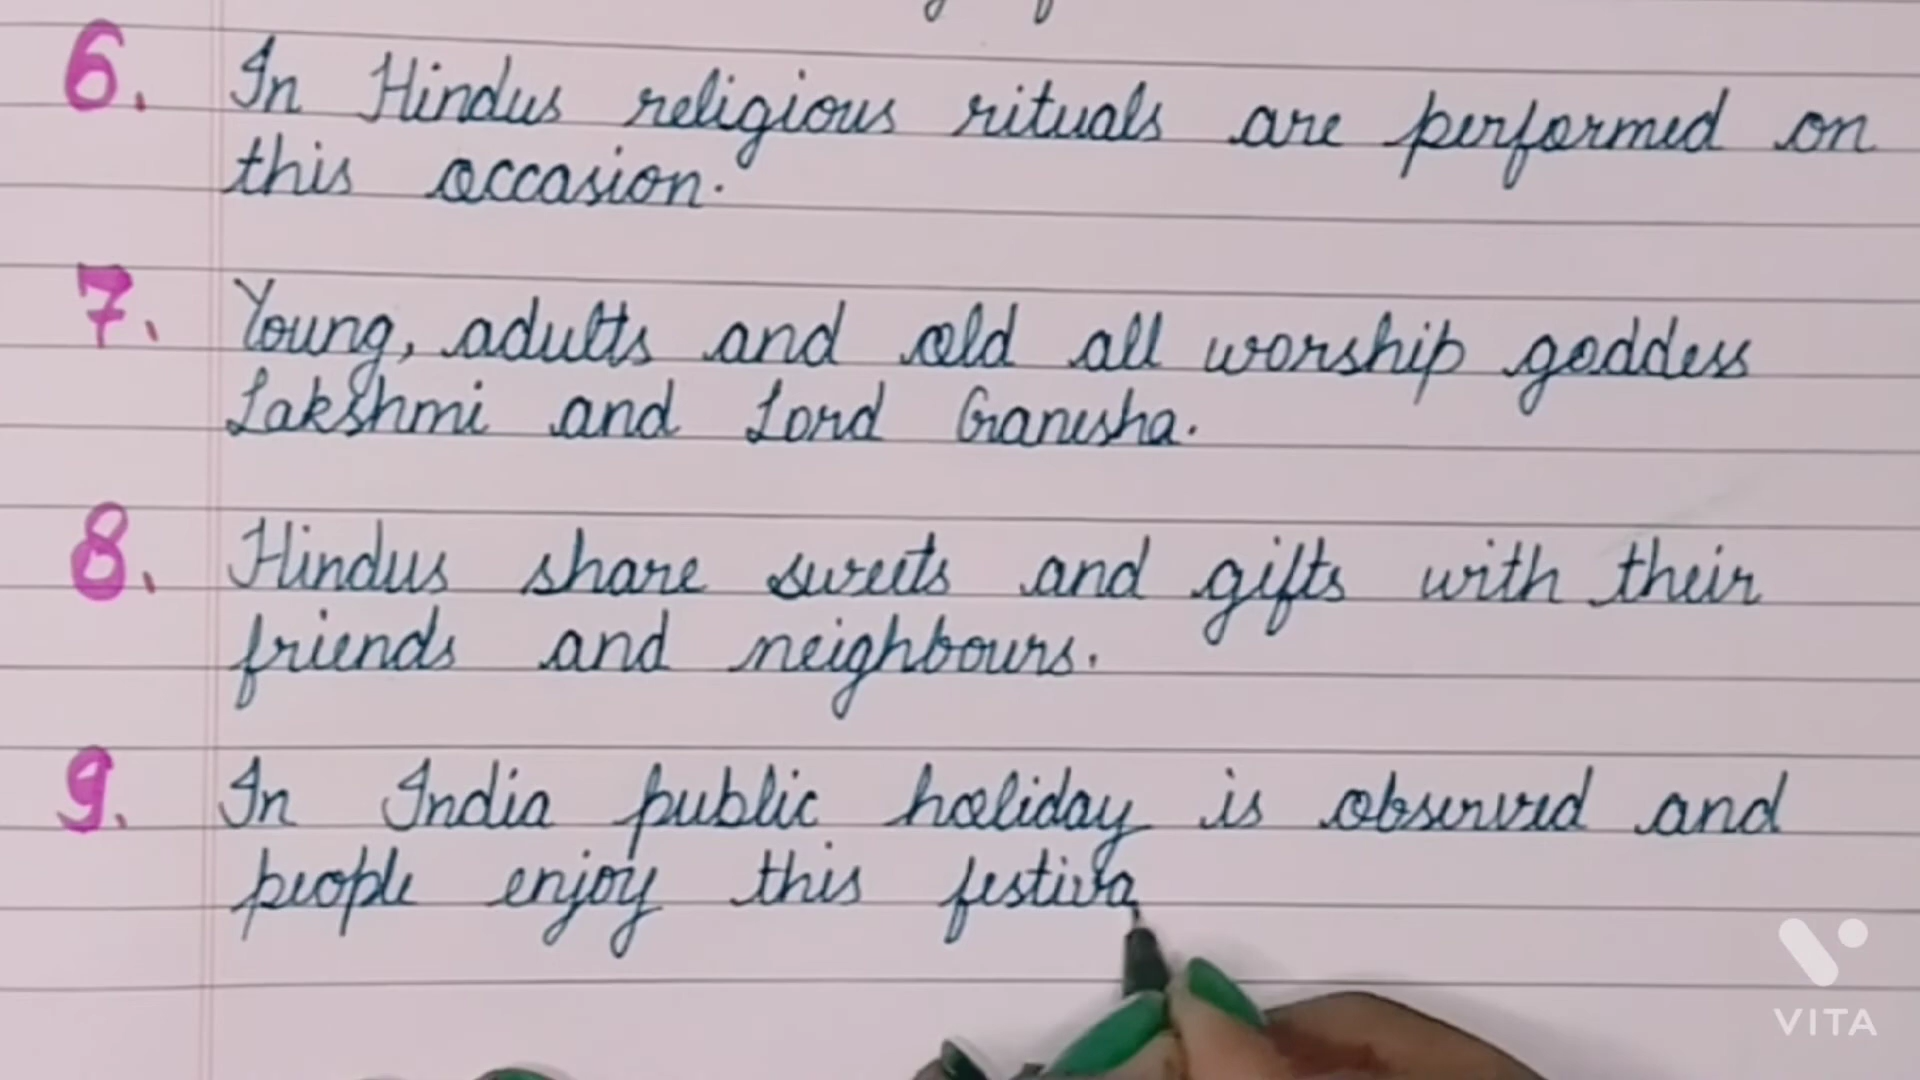 6. In Hindus religious rituals are performed on
this occasion.
7. Young, adults and old all worship goddess
Lakshmi and Lord Ganesha.
8. Hindus share sweets and gifts with their
friends and neighbours.
9. In India public holiday is observed and
people enjoy this festiva
VITA